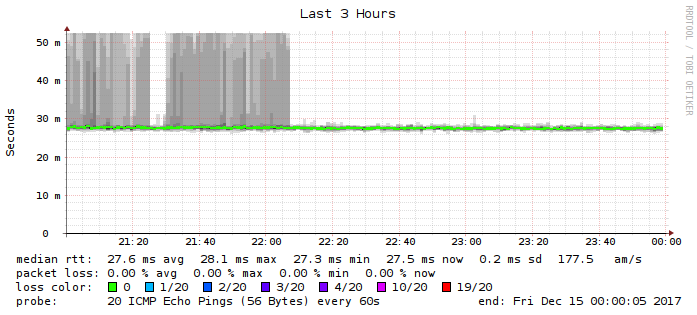 Last 3 Hours
RRDTOOL / TOBI OETIKER
Seconds
50 m
40 m
30 m
20 m
10 m
0
21:20 21:40 22:00 22:20 22:40 23:00 23:20 23:40 00:00
median rtt: 27.6 ms avg 28.1 ms max 27.3 ms min 27.5 ms now 0.2 ms sd 177.5 am/s
packet loss: 0.00 % avg 0.00 % max 0.00 % min 0.00 % now
loss color: 0 1/20 2/20 3/20 4/20 10/20 19/20
probe: 20 ICMP Echo Pings (56 Bytes) every 60s end: Fri Dec 15 00:00:05 2017